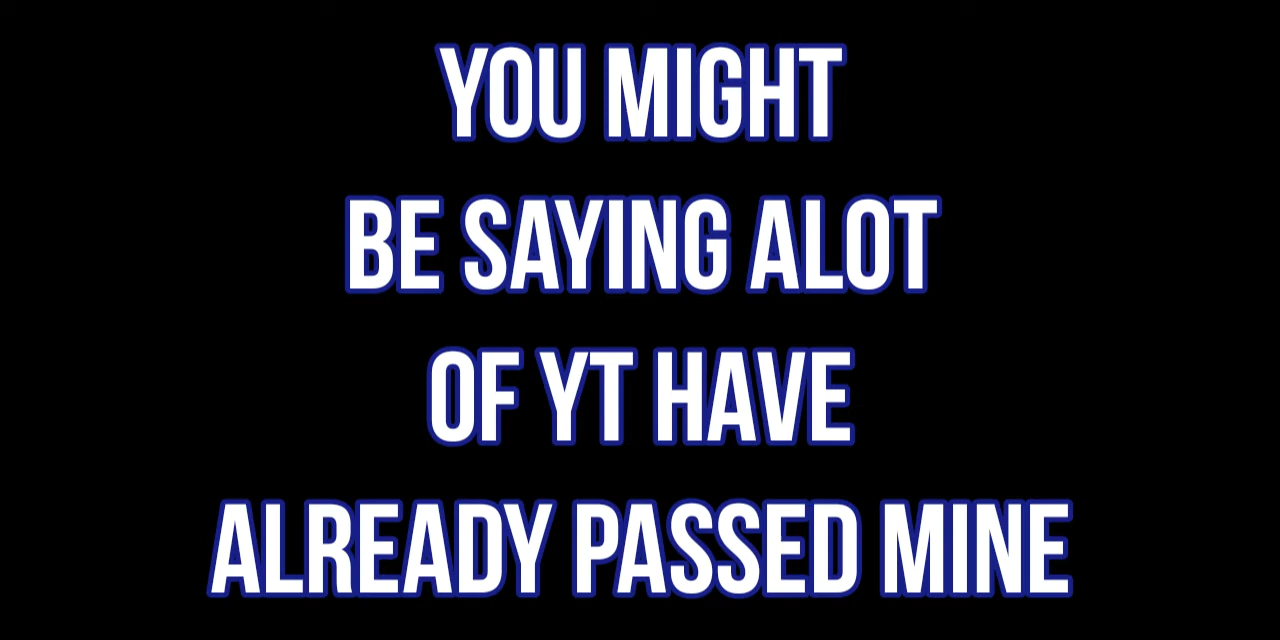 YOU MIGHT
BE SAYING ALOT
OF YT HAVE
ALREADY PASSED MINE